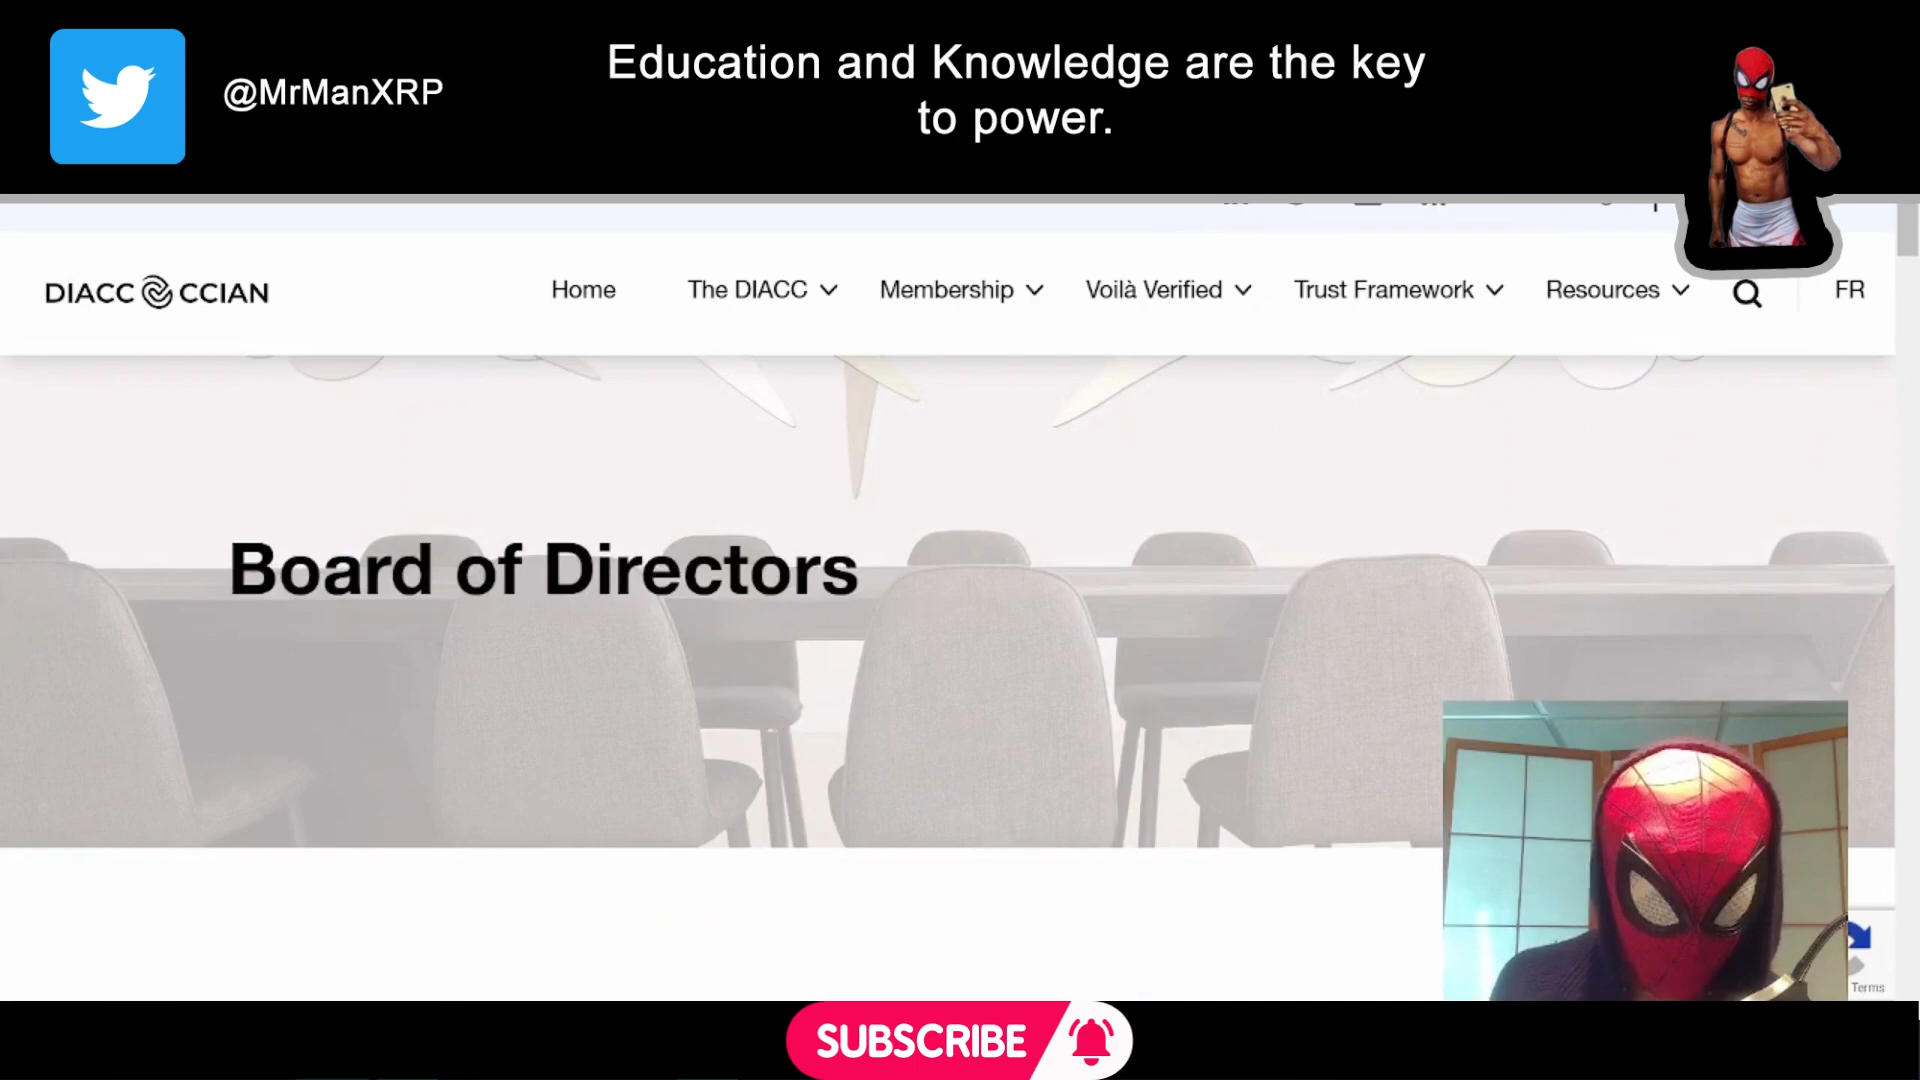 @MrManXRP
Education and Knowledge are the key
to power.
DIACC CCIAN
Home
The DIACC
Membership
Voilà Verified
Trust Framework
Resources
FR
Board of Directors
Terms
SUBSCRIBE